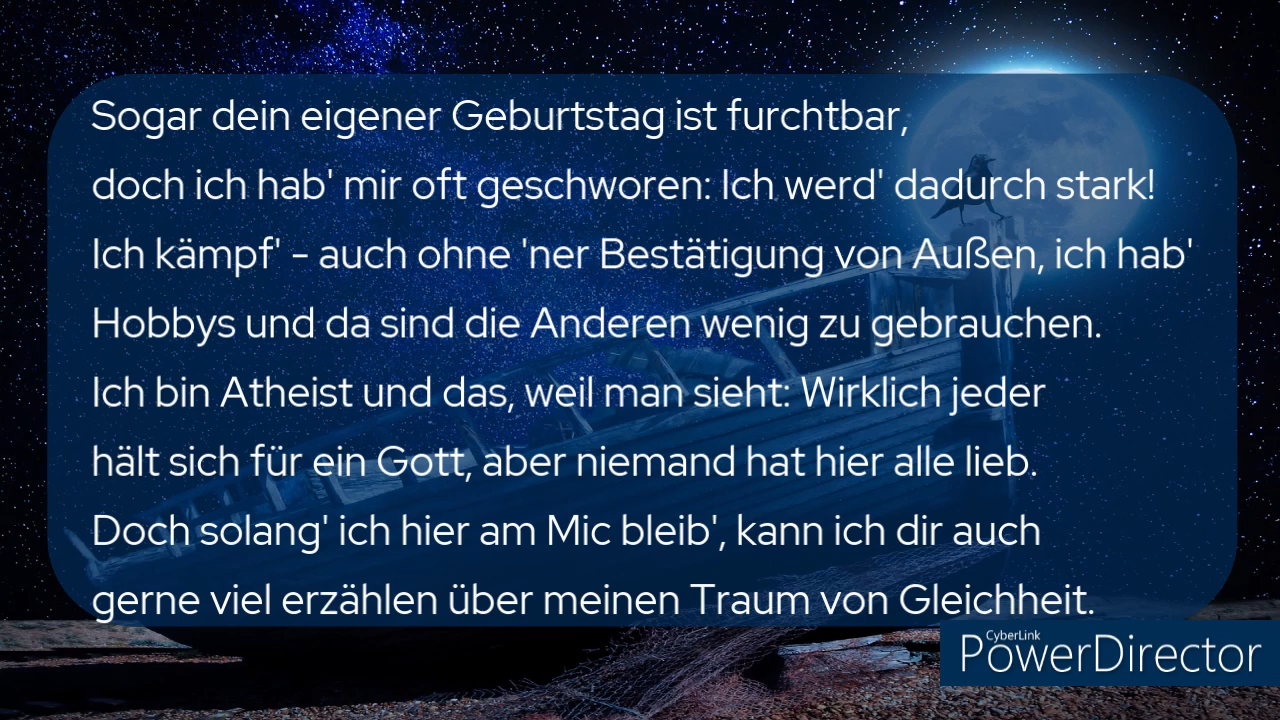 Sogar dein eigener Geburtstag ist furchtbar,
doch ich hab' mir oft geschworen: Ich werd' dadurch stark!
Ich kämpf' - auch ohne 'ner Bestätigung von Außen, ich hab'
Hobbys und da sind die Anderen wenig zu gebrauchen.
Ich bin Atheist und das, weil man sieht: Wirklich jeder
hält sich für ein Gott, aber niemand hat hier alle lieb.
Doch solang' ich hier am Mic bleib', kann ich dir auch
gerne viel erzählen über meinen Traum von Gleichheit.
CyberLink
PowerDirector